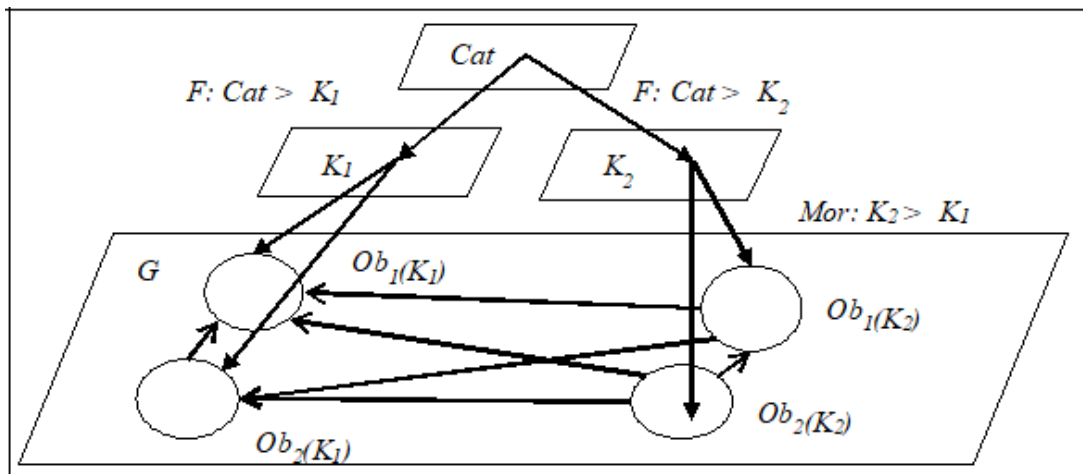 Cat
F: Cat > K₁
F: Cat > K₂
K₁
K₂
Mor: K₂ > K₁
G
Ob₁(K₁)
Ob₁(K₂)
Ob₂(K₂)
Ob₂(K₁)